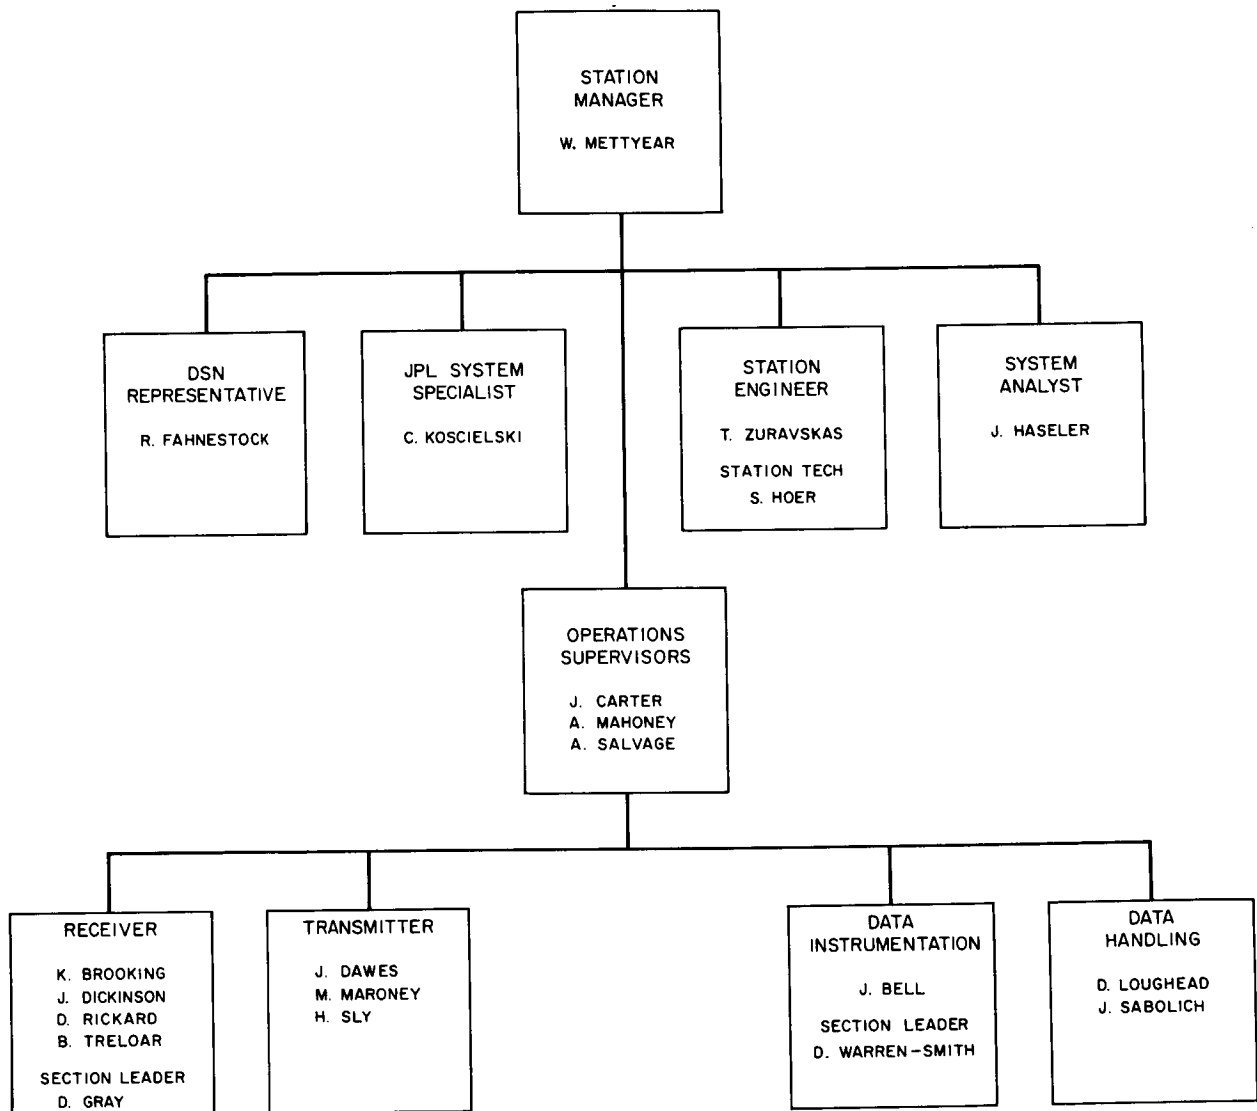 STATION
MANAGER
W. METTYEAR
DSN
REPRESENTATIVE
R. FAHNESTOCK
JPL SYSTEM
SPECIALIST
C. KOSCIELSKI
STATION
ENGINEER
T. ZURAVSKAS
STATION TECH
S. HOER
SYSTEM
ANALYST
J. HASELER
OPERATIONS
SUPERVISORS
J. CARTER
A. MAHONEY
A. SALVAGE
RECEIVER
K. BROOKING
J. DICKINSON
D. RICKARD
B. TRELOAR
SECTION LEADER
D. GRAY
TRANSMITTER
J. DAWES
M. MARONEY
H. SLY
DATA
INSTRUMENTATION
J. BELL
SECTION LEADER
D. WARREN-SMITH
DATA
HANDLING
D. LOUGHEAD
J. SABOLICH